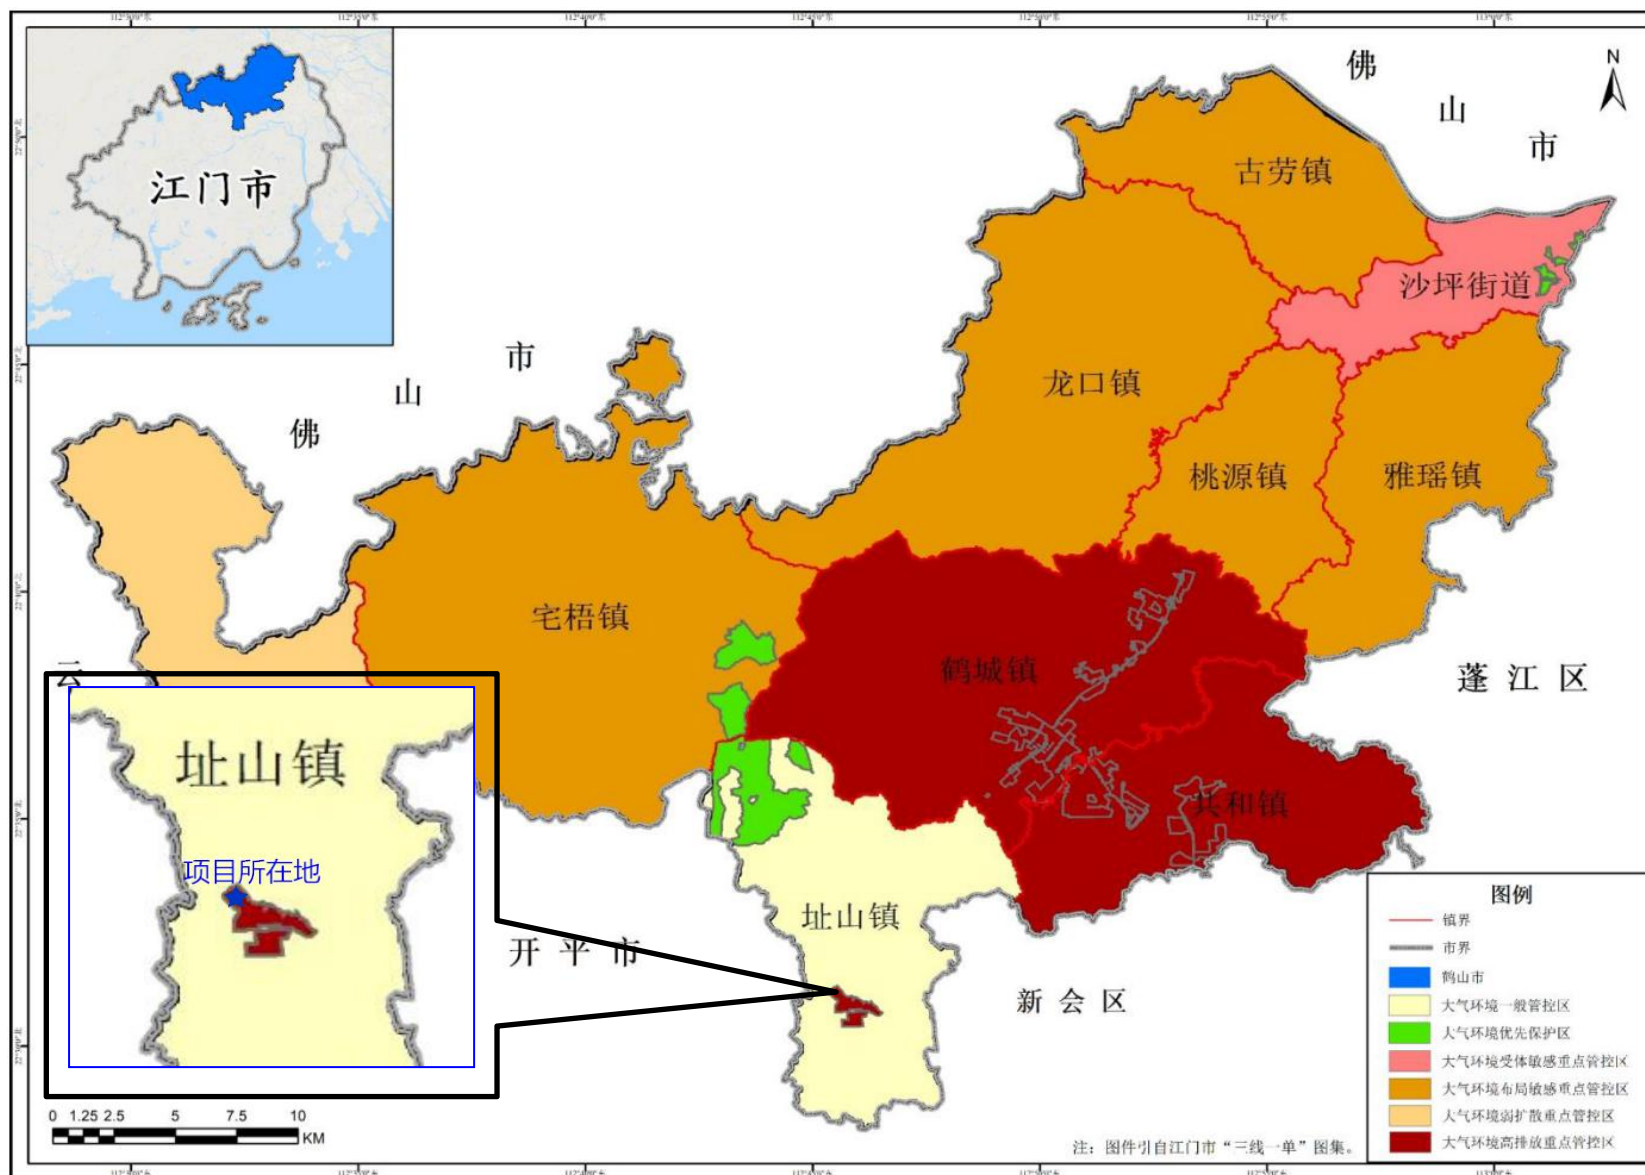 N
佛
山
市
江门市
古劳镇
沙坪街道
市
山
佛
龙口镇
桃源镇
雅瑶镇
宅梧镇
鹤城镇
云
蓬江区
址山镇
共和镇
项目所在地
址山镇
开平市
新会区
图例
镇界
市界
鹤山市
大气环境一般管控区
大气环境优先保护区
大气环境受体敏感重点管控区
大气环境布局敏感重点管控区
大气环境弱扩散重点管控区
大气环境高排放重点管控区
0 1.25 2.5 5 7.5 10
KM
注：图件引自江门市“三线一单”图集。